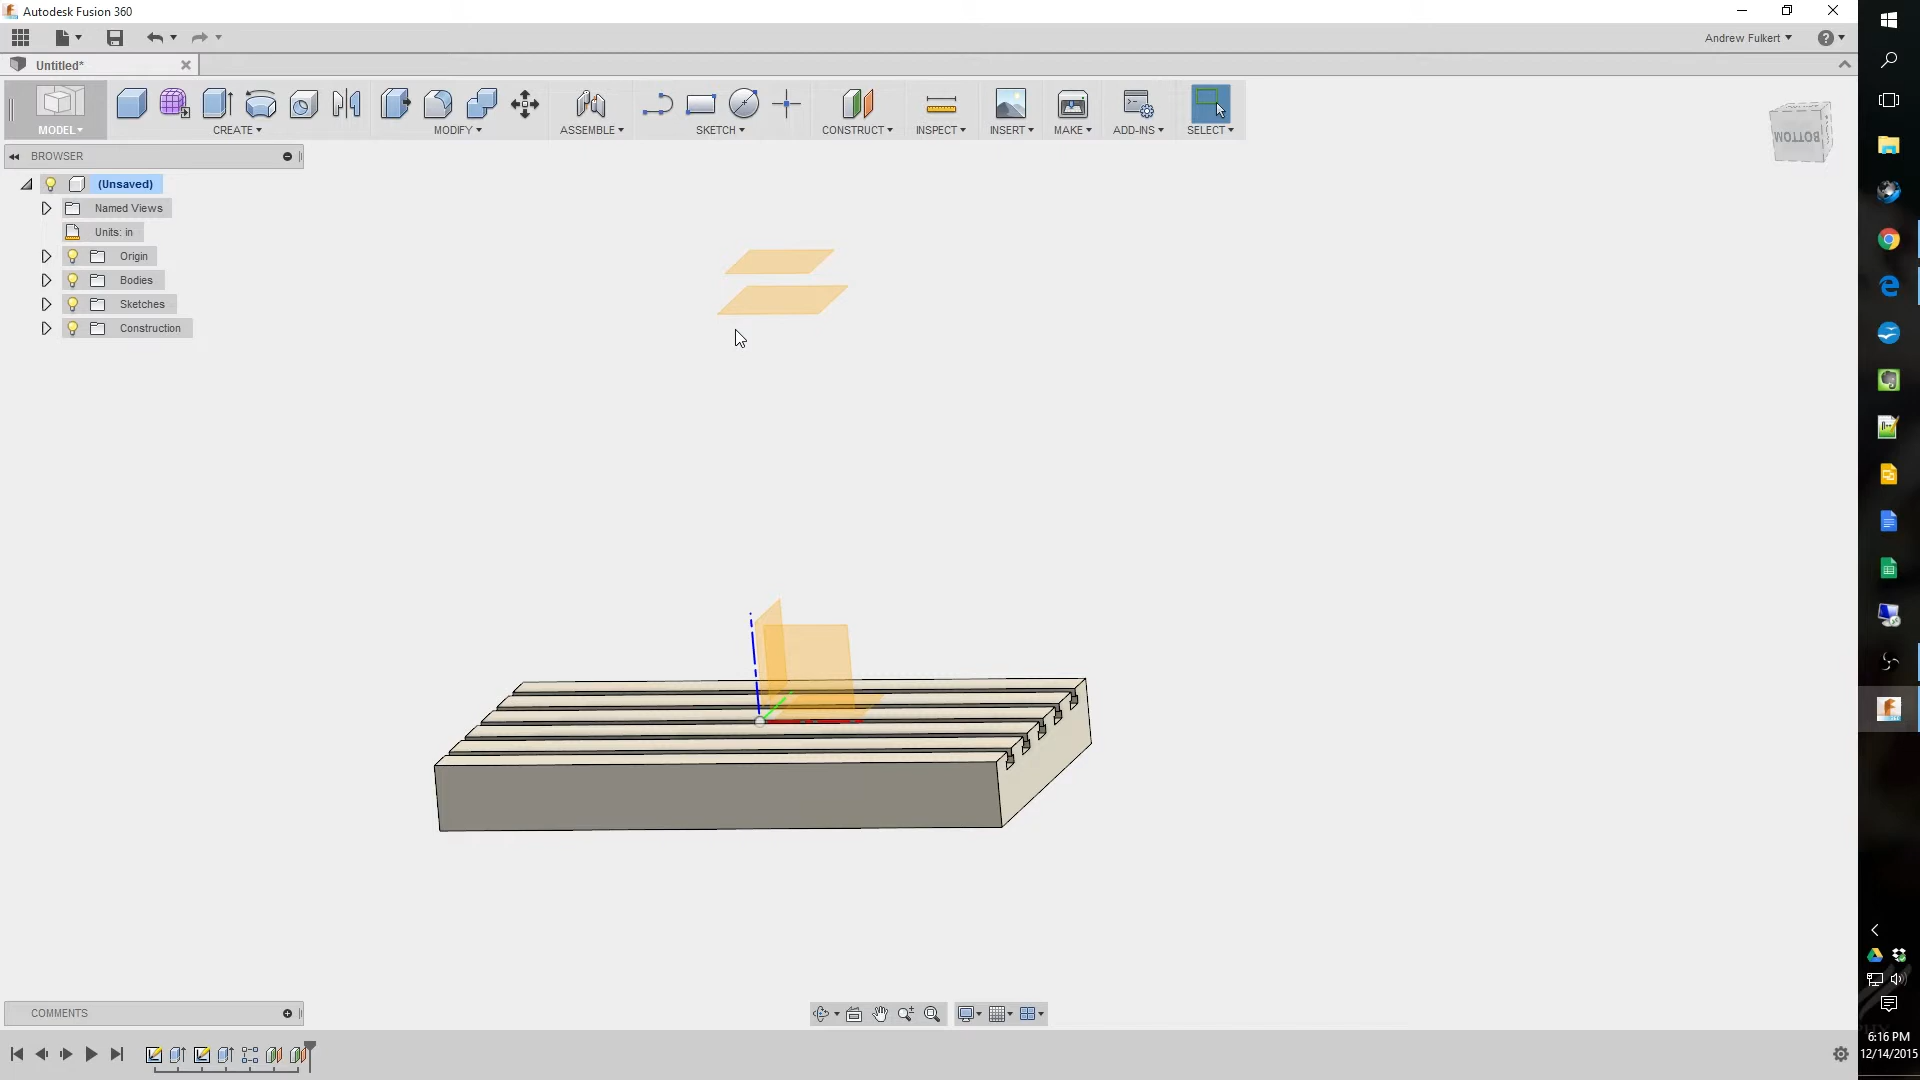 Autodesk Fusion 360
Andrew Fulkert
Untitled*
MODEL
CREATE
MODIFY
ASSEMBLE
SKETCH
CONSTRUCT
INSPECT
INSERT
MAKE
ADD-INS
SELECT
BOTTOM
BROWSER
(Unsaved)
Named Views
Units: in
Origin
Bodies
Sketches
Construction
COMMENTS
6:16 PM
12/14/2015